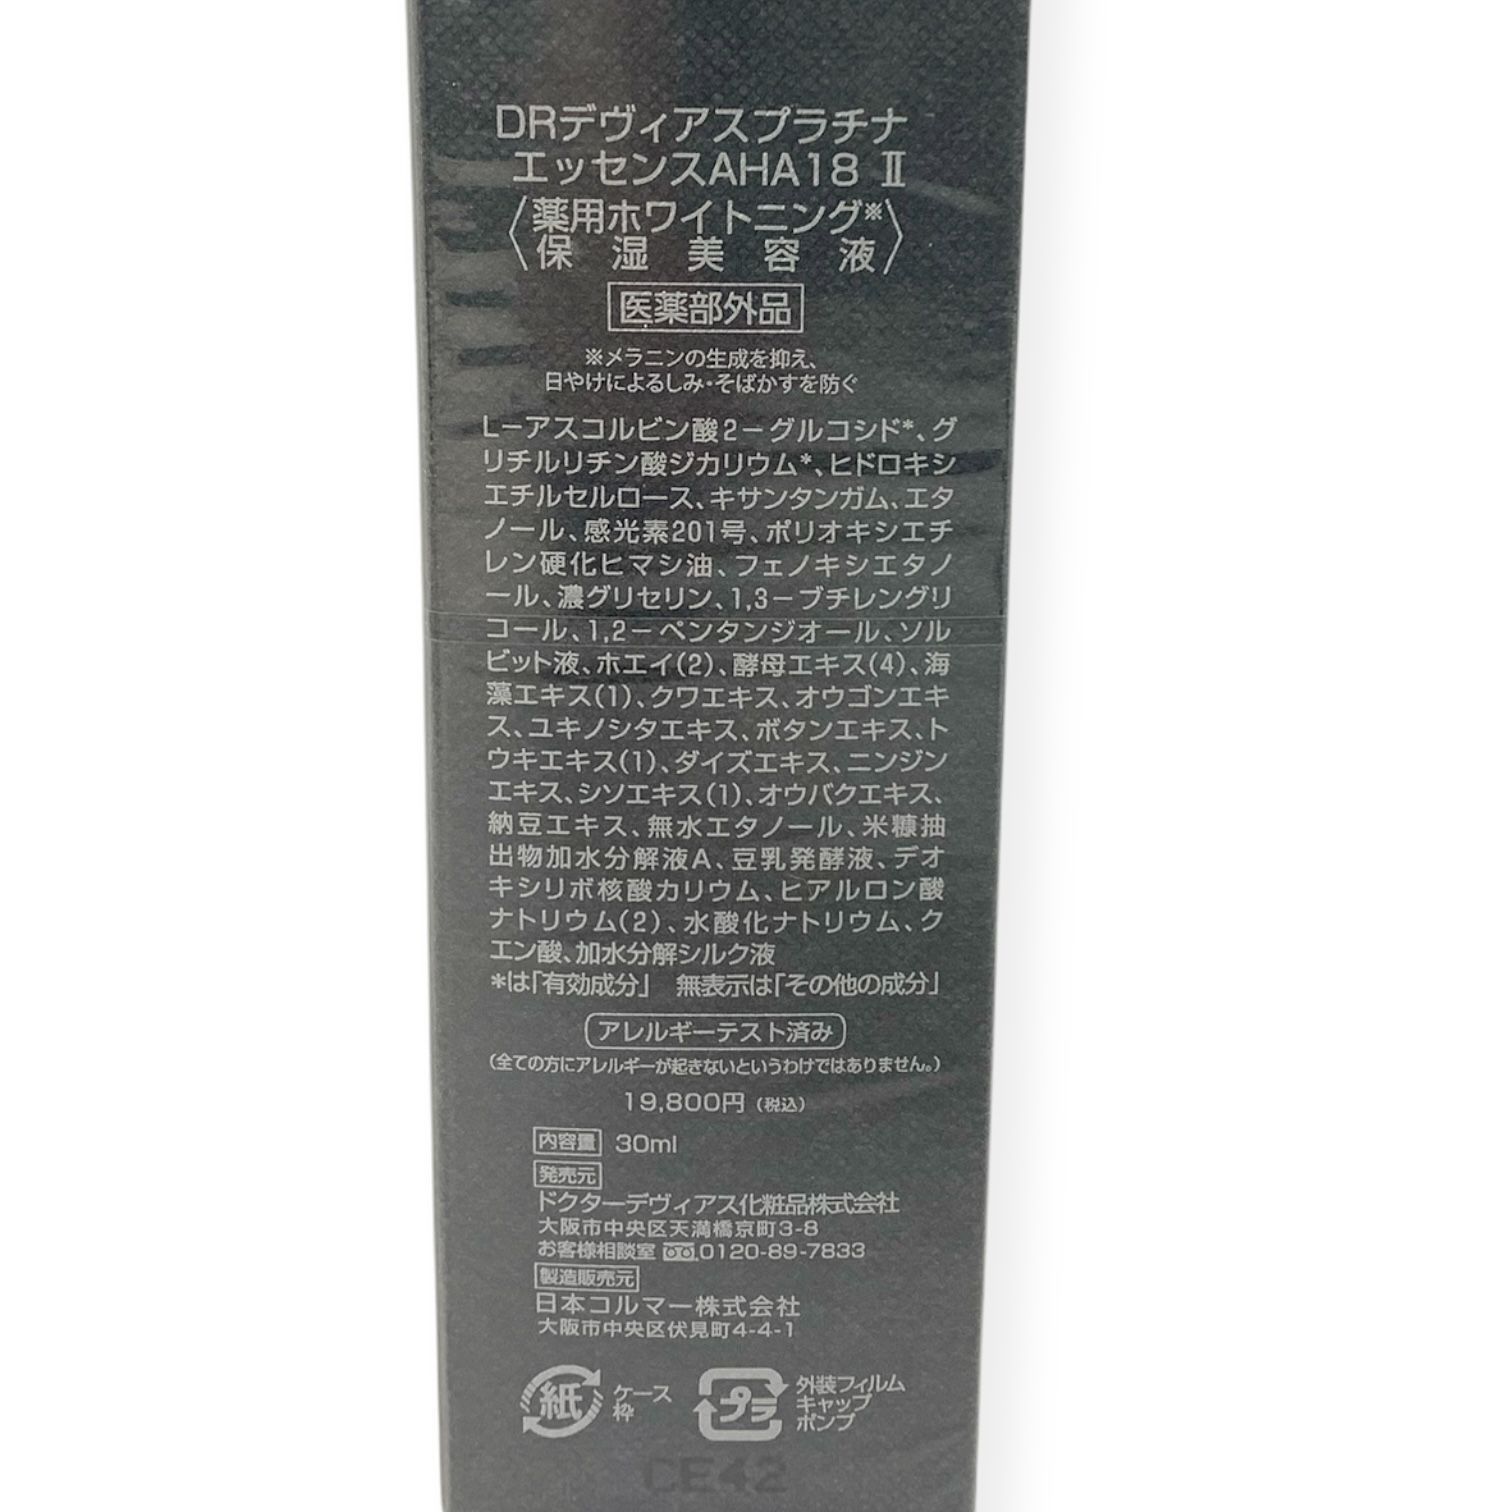 DRデヴィアスプラチナ
エッセンスAHA18 Ⅱ
〈薬用ホワイトニング※
保湿美容液〉
医薬部外品
※メラニンの生成を抑え、
日やけによるしみ・そばかすを防ぐ
L－アスコルビン酸2－グルコシド*、グ
リチルリチン酸ジカリウム*、ヒドロキシ
エチルセルロース、キサンタンガム、エタ
ノール、感光素201号、ポリオキシエチ
レン硬化ヒマシ油、フェノキシエタノ
ール、濃グリセリン、1,3－ブチレングリ
コール、1,2－ペンタンジオール、ソル
ビット液、ホエイ(2)、酵母エキス(4)、海
藻エキス(1)、クワエキス、オウゴンエキ
ス、ユキノシタエキス、ボタンエキス、ト
ウキエキス(1)、ダイズエキス、ニンジン
エキス、シソエキス(1)、オウバクエキス、
納豆エキス、無水エタノール、米糠抽
出物加水分解液A、豆乳発酵液、デオ
キシリボ核酸カリウム、ヒアルロン酸
ナトリウム(2)、水酸化ナトリウム、ク
エン酸、加水分解シルク液
*は「有効成分」　無表示は「その他の成分」
アレルギーテスト済み
(全ての方にアレルギーが起きないというわけではありません。)
19,800円（税込）
内容量 30ml
発売元
ドクターデヴィアス化粧品株式会社
大阪市中央区天満橋京町3-8
お客様相談室 0120-89-7833
製造販売元
日本コルマー株式会社
大阪市中央区伏見町4-4-1
紙 ケース
枠
プラ 外装フィルム
キャップ
ポンプ
CE42